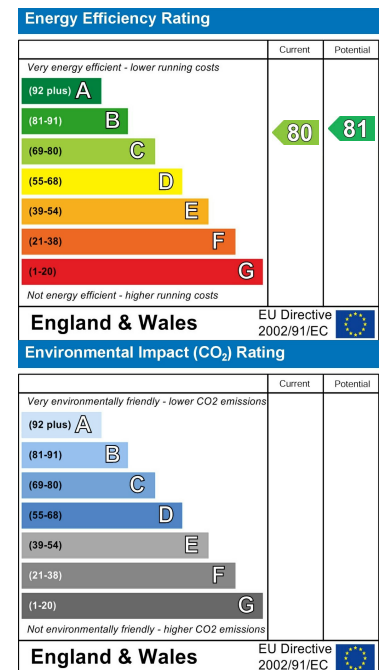 Energy Efficiency Rating
Current Potential
Very energy efficient - lower running costs
(92 plus) A
(81-91) B
(69-80) C
(55-68) D
(39-54) E
(21-38) F
(1-20) G
80 81
Not energy efficient - higher running costs
England & Wales
EU Directive
2002/91/EC
Environmental Impact (CO₂) Rating
Current Potential
Very environmentally friendly - lower CO2 emissions
(92 plus) A
(81-91) B
(69-80) C
(55-68) D
(39-54) E
(21-38) F
(1-20) G
Not environmentally friendly - higher CO2 emissions
England & Wales
EU Directive
2002/91/EC